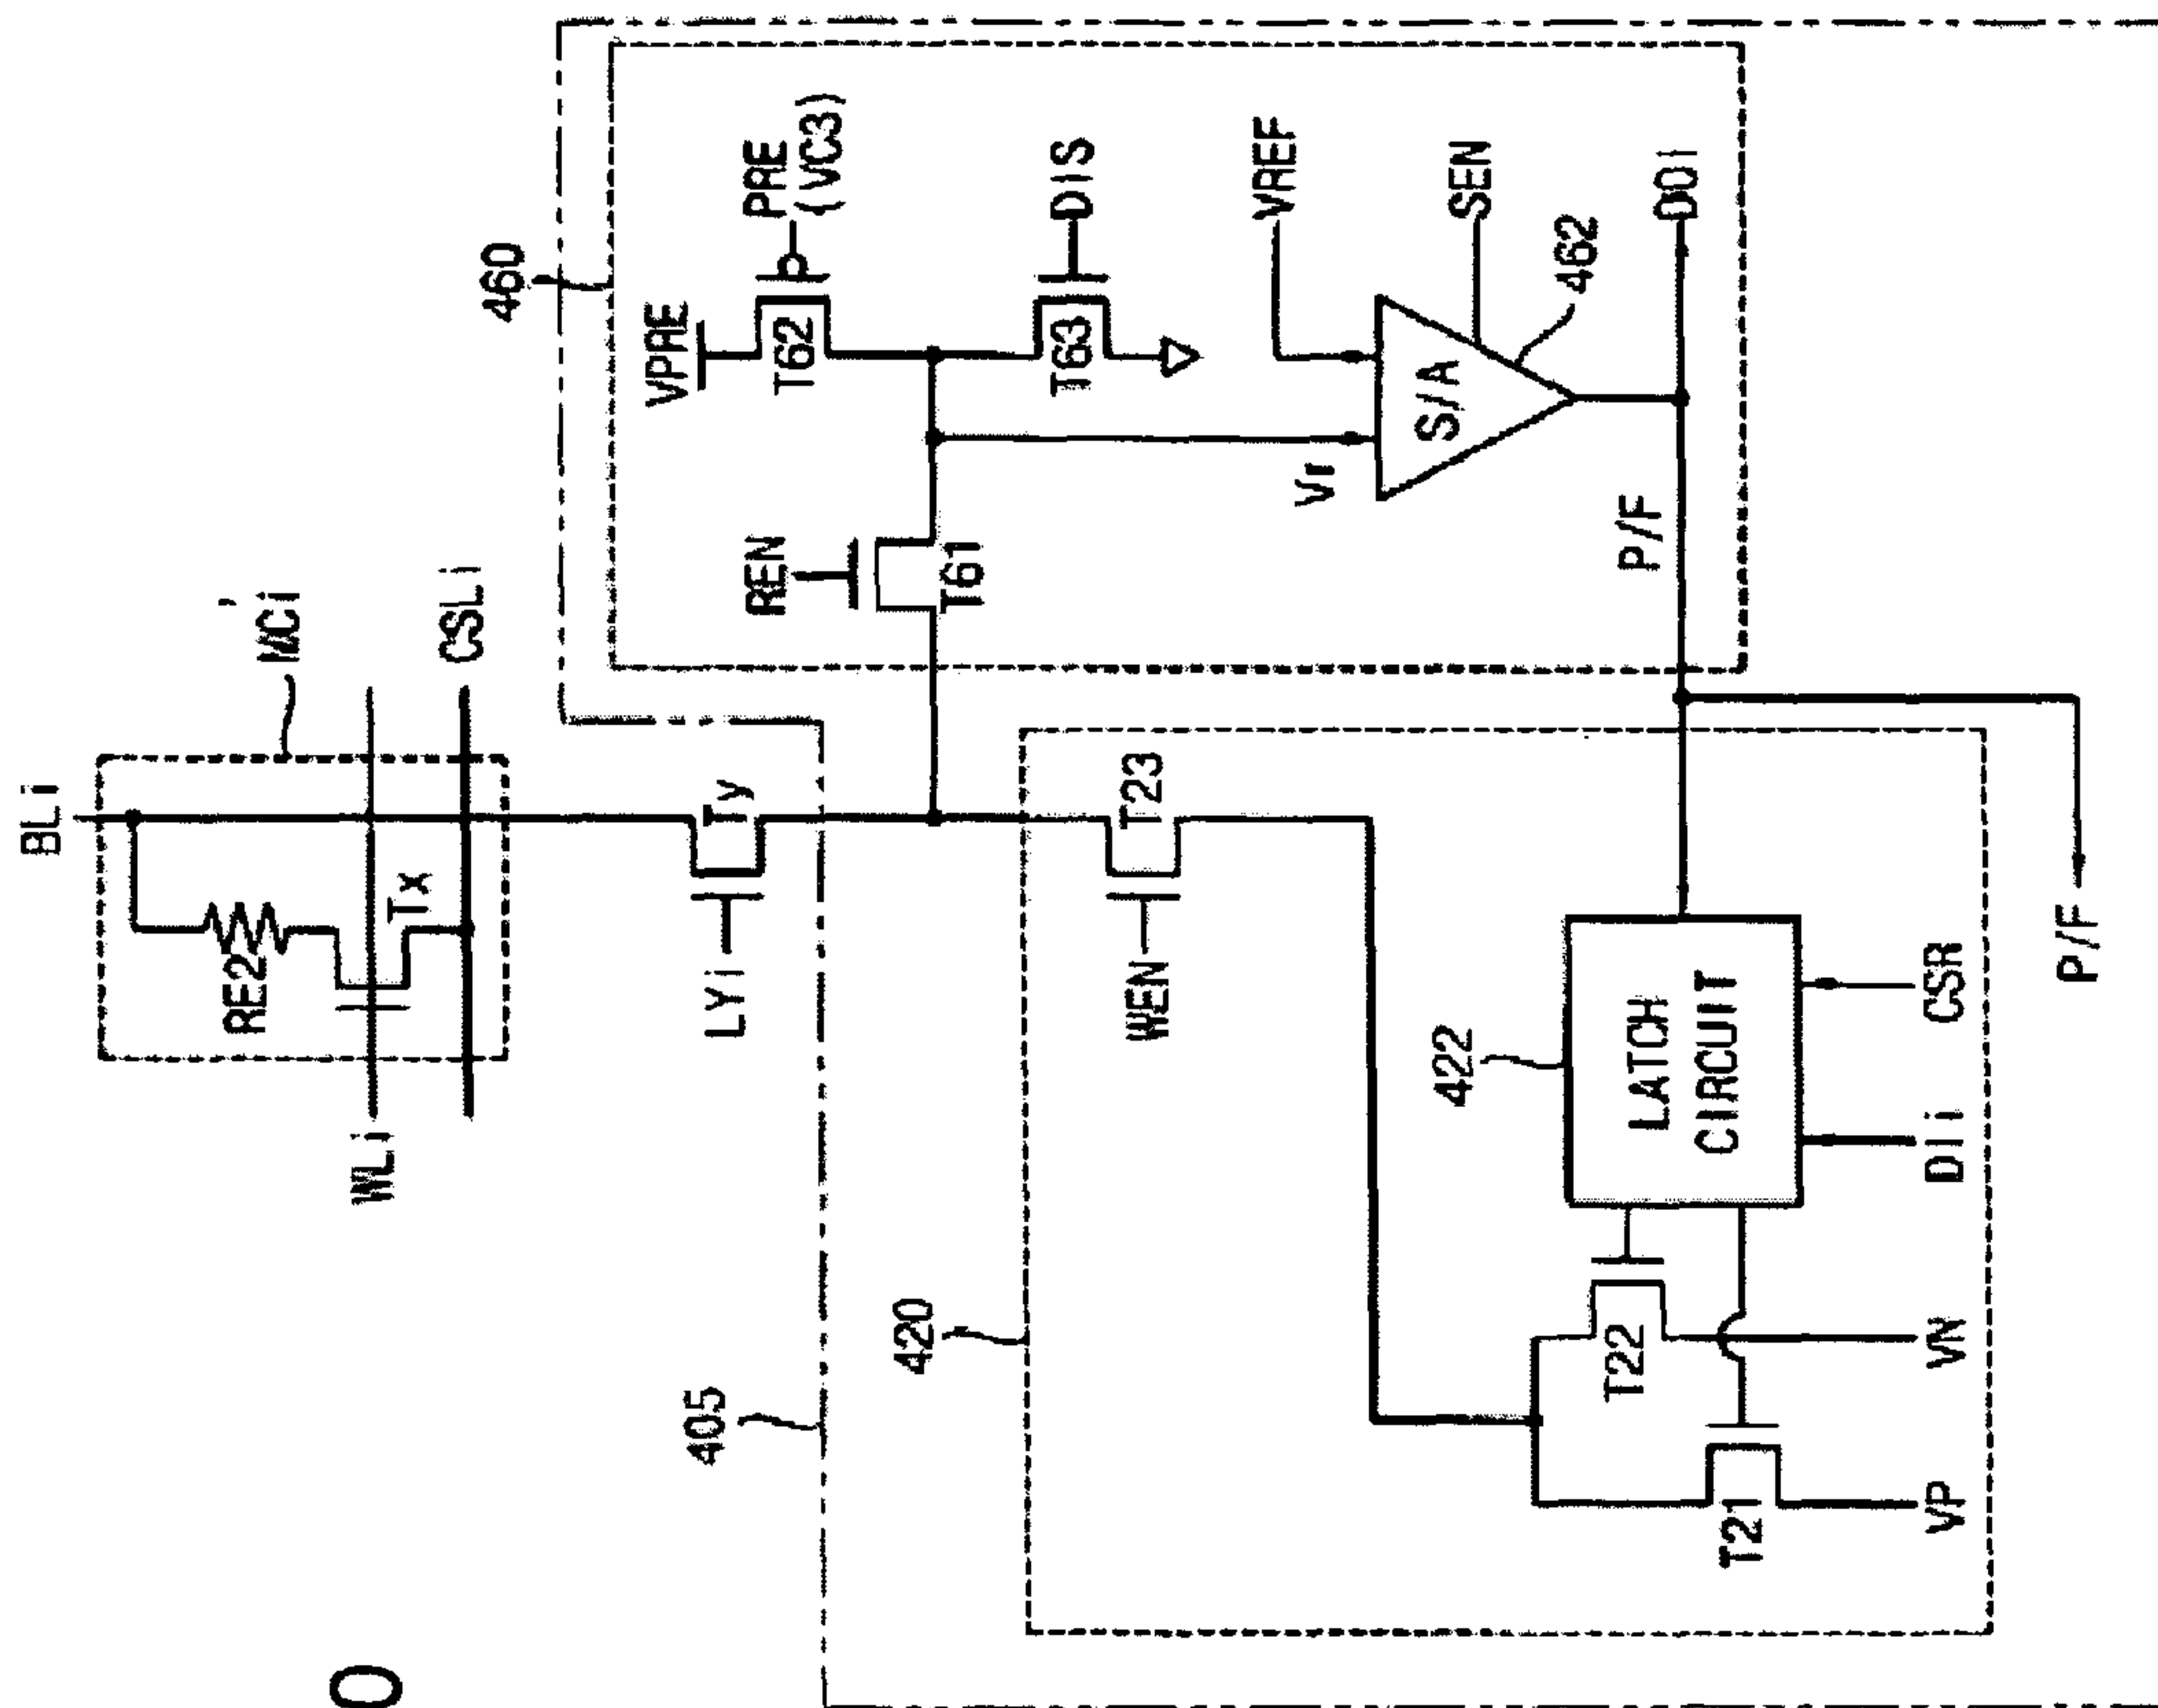 BLi
MCi'
CSLi
RE2
Tx
WLi
Ty
LYi
405
460
VPRE
PRE
(VC3)
T62
DIS
T63
REN
T61
VREF
SEN
Vr
S/A
462
DOi
P/F
420
T23
WEN
422
LATCH
CIRCUIT
T22
T21
VP
VN
DIi
CSR
P/F
0